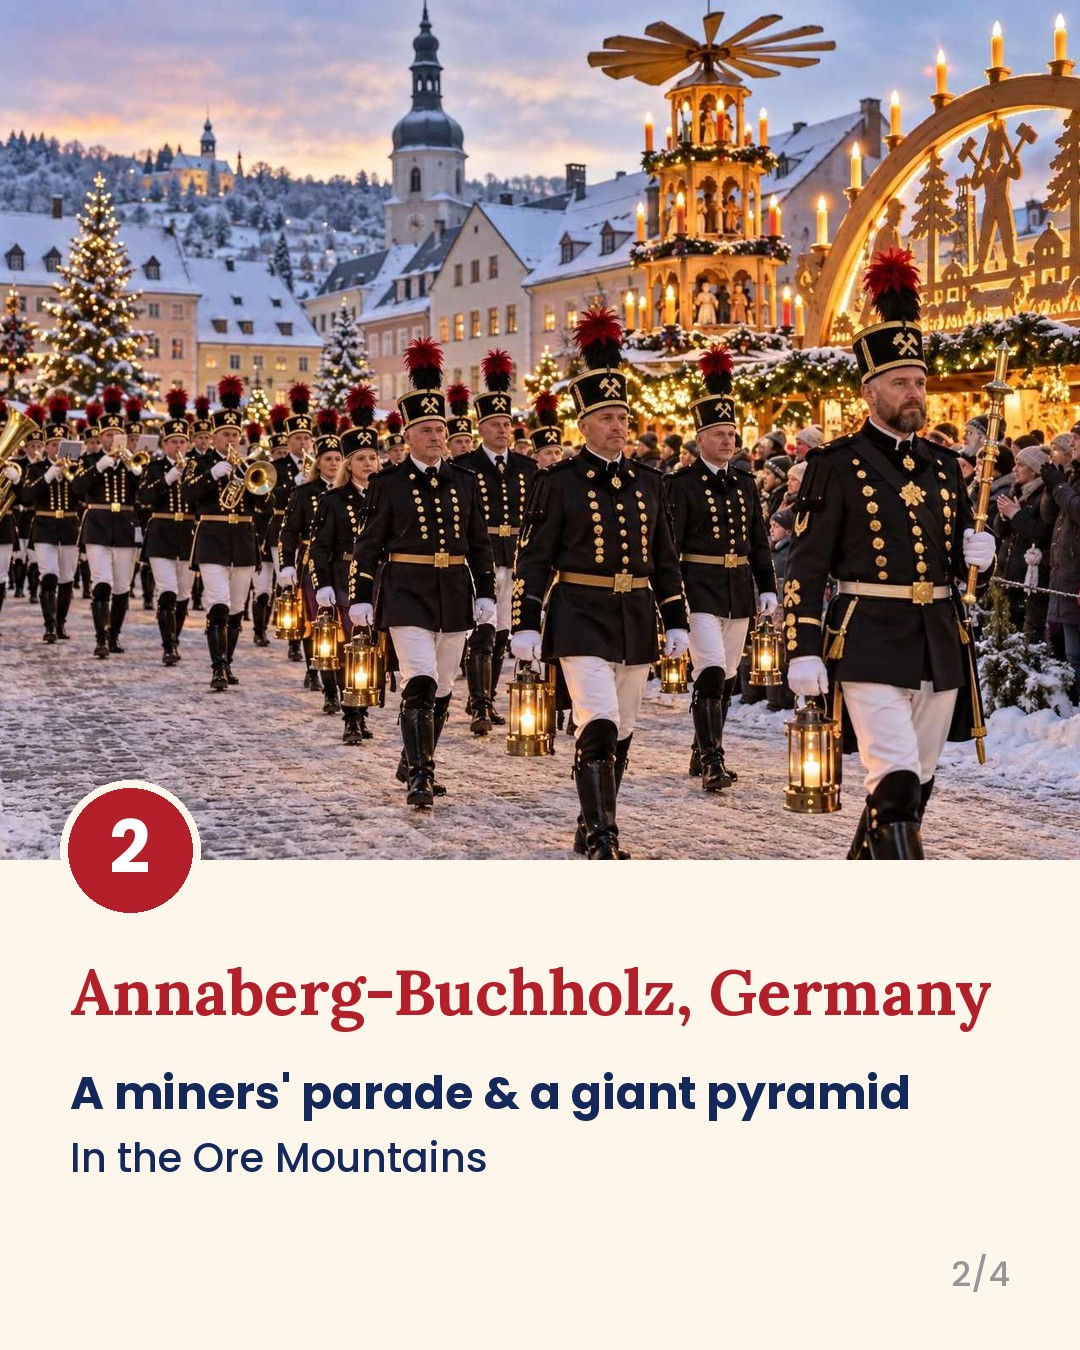 2
Annaberg-Buchholz, Germany
A miners' parade & a giant pyramid
In the Ore Mountains
2/4